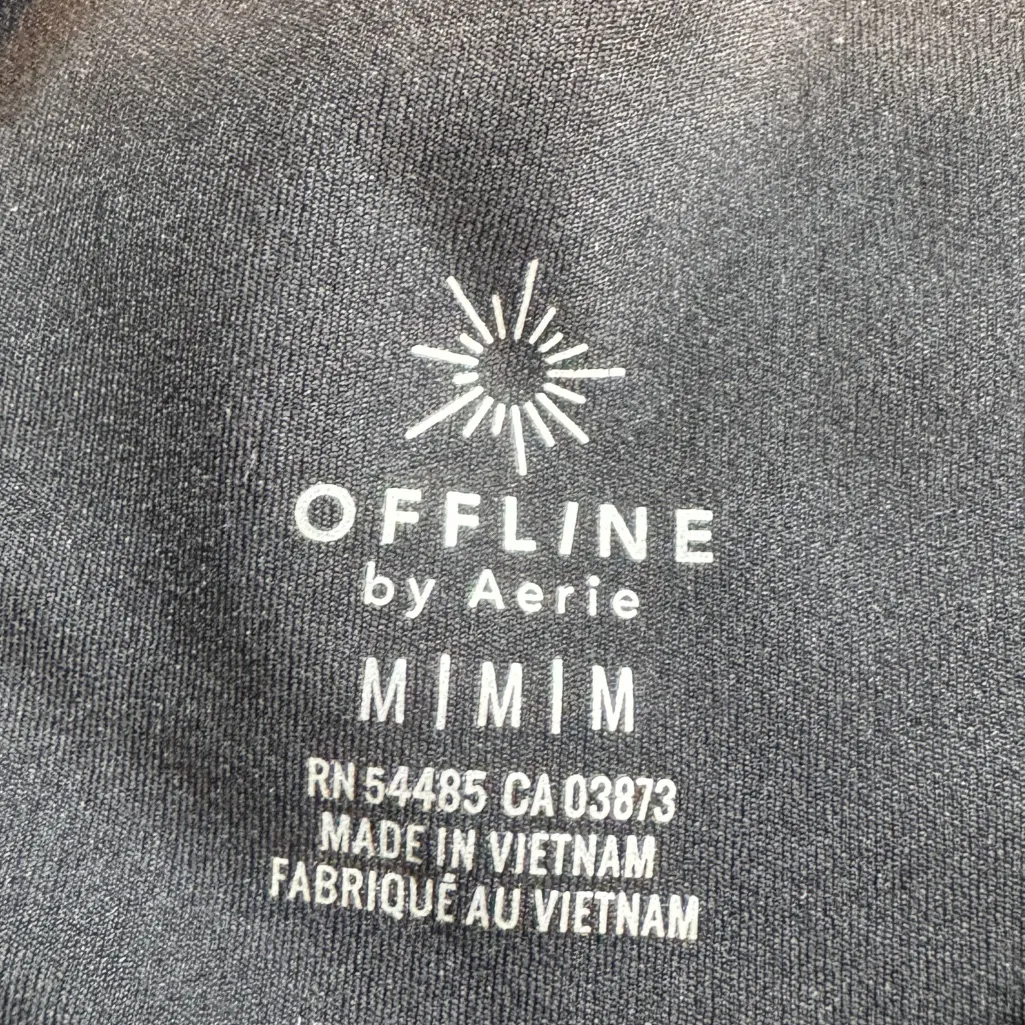 OFFLINE
by Aerie
M|M|M
RN 54485 CA 03873
MADE IN VIETNAM
FABRIQUÉ AU VIETNAM